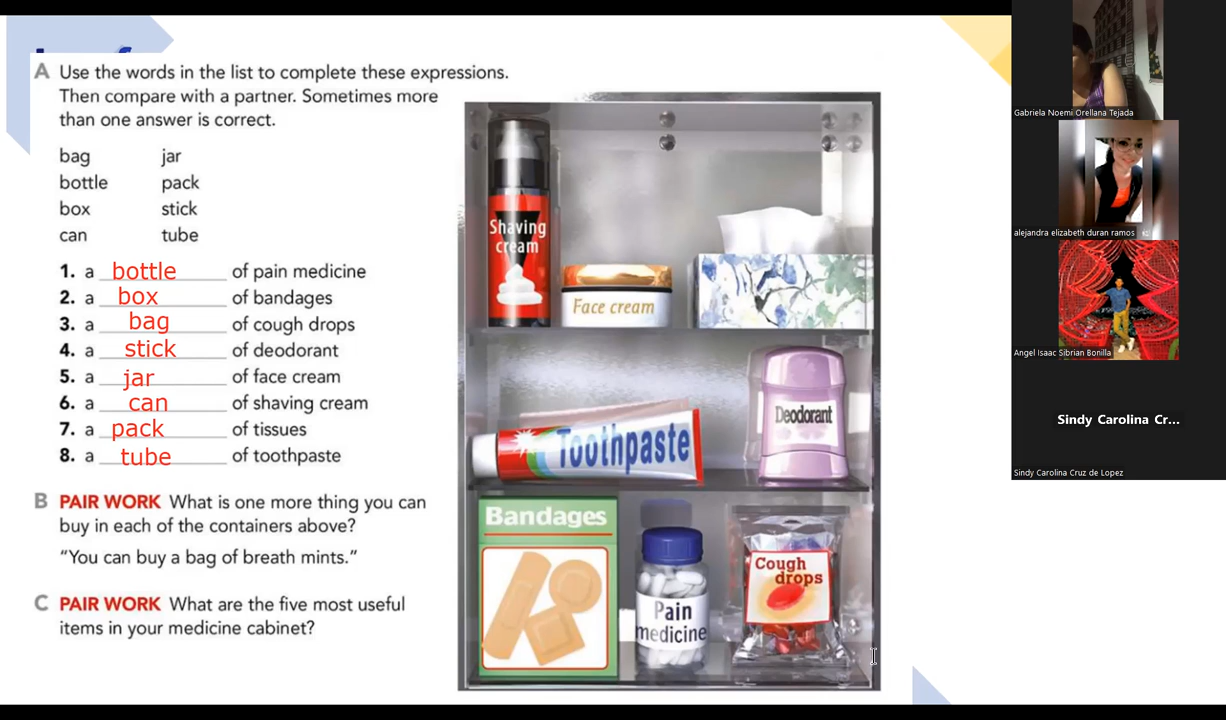 A Use the words in the list to complete these expressions.
Then compare with a partner. Sometimes more
than one answer is correct.
bag jar
bottle pack
box stick
can tube
1. a bottle of pain medicine
2. a box of bandages
3. a bag of cough drops
4. a stick of deodorant
5. a jar of face cream
6. a can of shaving cream
7. a pack of tissues
8. a tube of toothpaste
B PAIR WORK What is one more thing you can
buy in each of the containers above?
“You can buy a bag of breath mints.”
C PAIR WORK What are the five most useful
items in your medicine cabinet?
Shaving
cream
Face cream
Toothpaste
Deodorant
Bandages
Pain
medicine
Cough
drops
Gabriela Noemi Orellana Tejada
alejandra elizabeth duran ramos
Angel Isaac Sibrian Bonilla
Sindy Carolina Cr...
Sindy Carolina Cruz de Lopez